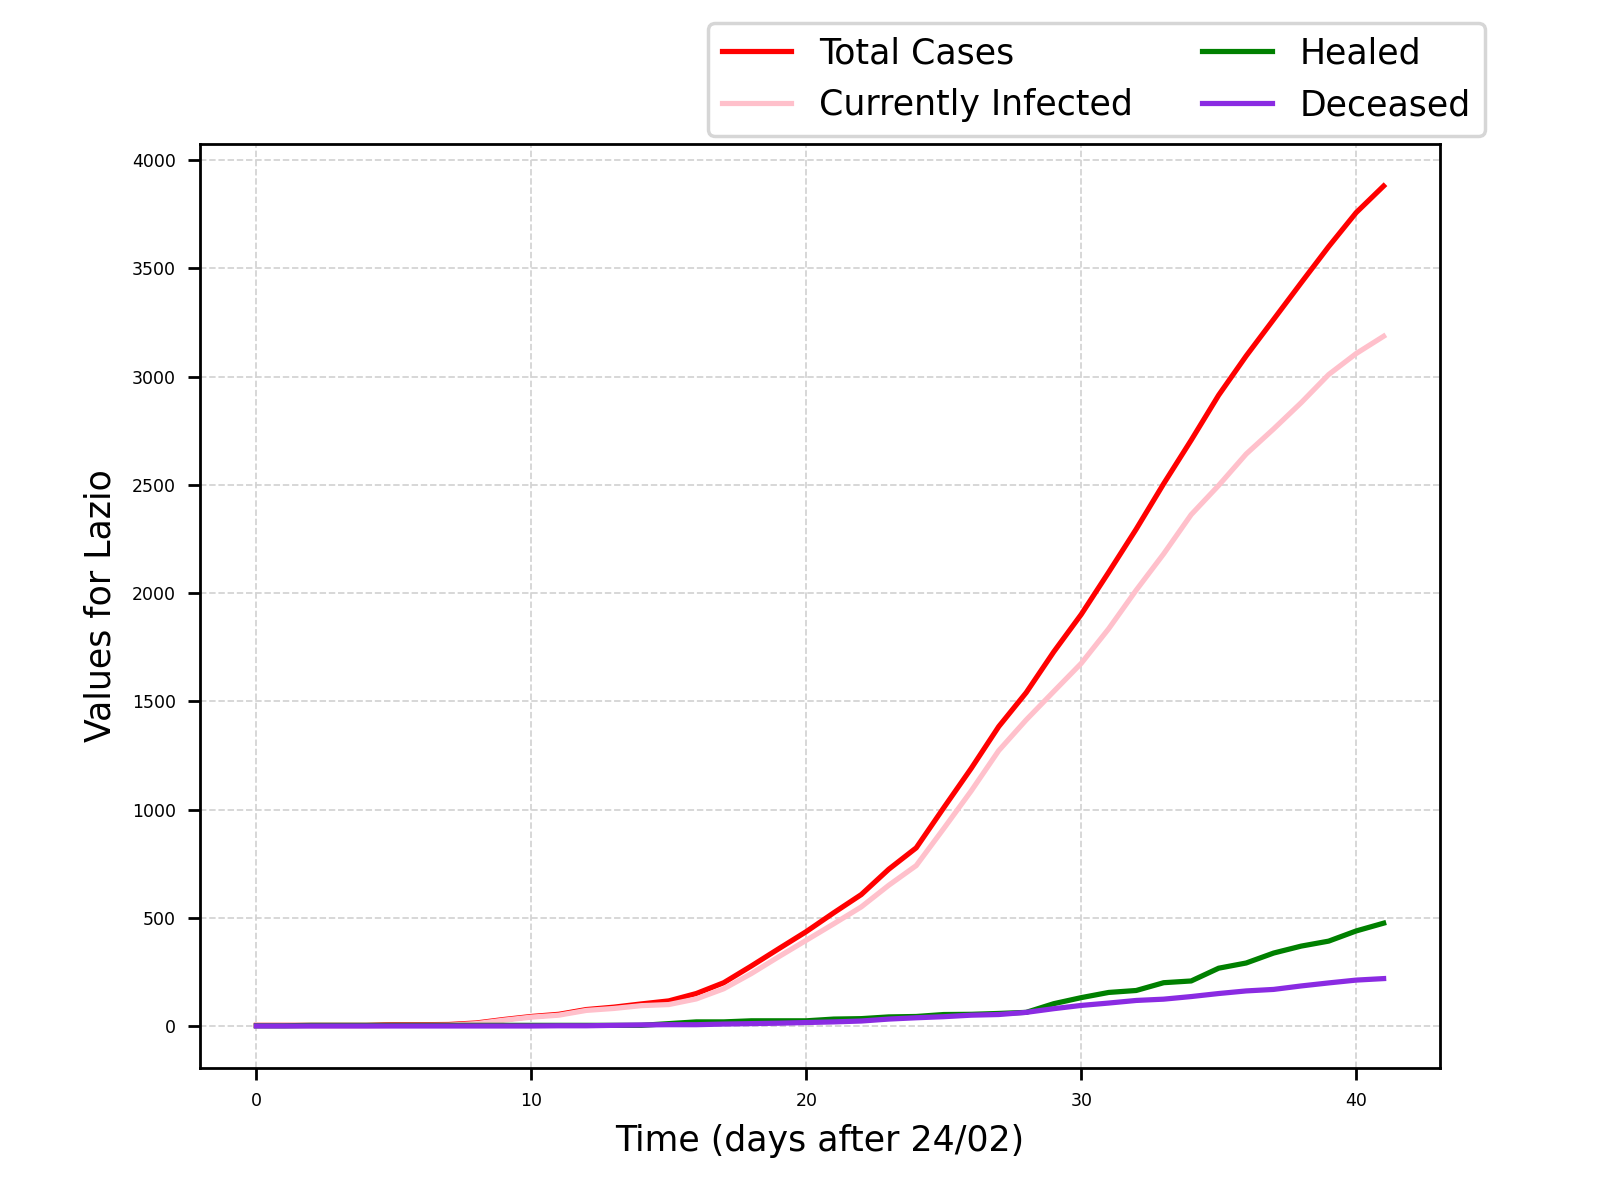 Total Cases
Currently Infected
Healed
Deceased
4000
3500
3000
2500
2000
1500
1000
500
0
Values for Lazio
0 10 20 30 40
Time (days after 24/02)